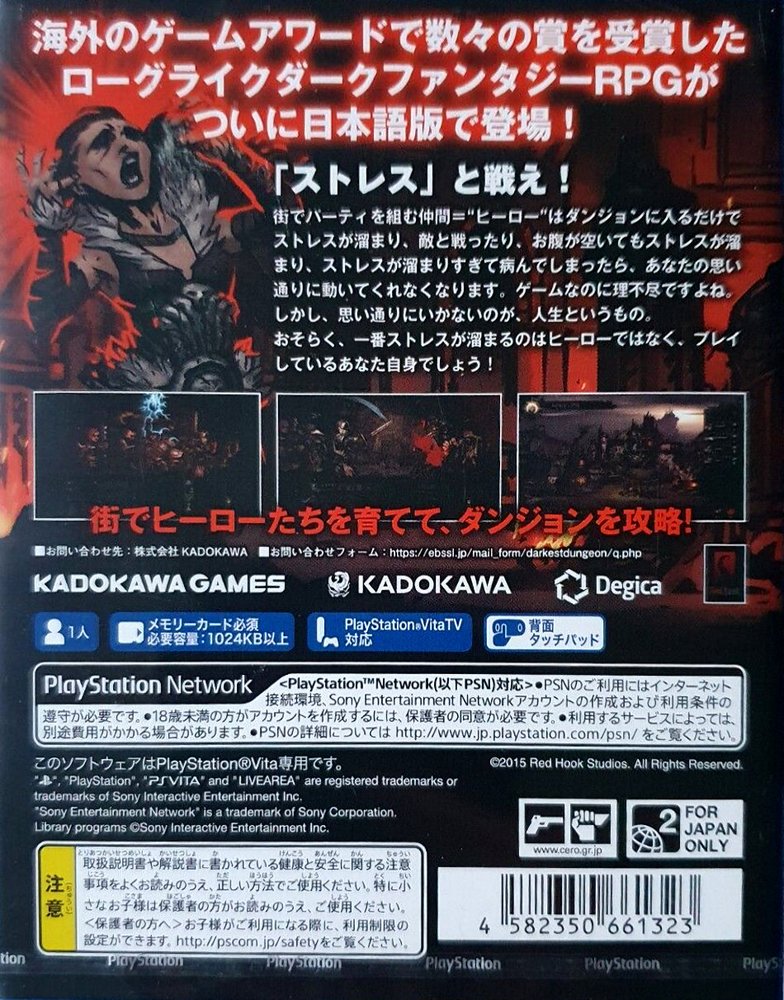 海外のゲームアワードで数々の賞を受賞した
ローグライクダークファンタジーRPGが
ついに日本語版で登場！
「ストレス」と戦え！
街でパーティを組む仲間＝“ヒーロー”はダンジョンに入るだけで
ストレスが溜まり、敵と戦ったり、お腹が空いてもストレスが溜
まり、ストレスが溜まりすぎて病んでしまったら、あなたの思い
通りに動いてくれなくなります。ゲームなのに理不尽ですよね。
しかし、思い通りにいかないのが、人生というもの。
おそらく、一番ストレスが溜まるのはヒーローではなく、プレイ
しているあなた自身でしょう！
街でヒーローたちを育てて、ダンジョンを攻略!
■お問い合わせ先：株式会社 KADOKAWA ■お問い合わせフォーム：https://ebssl.jp/mail_form/darkestdungeon/q.php
KADOKAWA GAMES KADOKAWA Degica
1人
メモリーカード必須
必要容量：1024KB以上
PlayStation®VitaTV
対応
背面
タッチパッド
PlayStation Network <PlayStation™Network(以下PSN)対応>●PSNのご利用にはインターネット
接続環境、Sony Entertainment Networkアカウントの作成および利用条件の
遵守が必要です。●18歳未満の方がアカウントを作成するには、保護者の同意が必要です。●利用するサービスによっては、
別途費用がかかる場合があります。●PSNの詳細については http://www.jp.playstation.com/psn/ をご覧ください。
このソフトウェアはPlayStation®Vita専用です。
©2015 Red Hook Studios. All Rights Reserved.
"PlayStation", "PSVITA" and "LIVEAREA" are registered trademarks or
trademarks of Sony Interactive Entertainment Inc.
"Sony Entertainment Network" is a trademark of Sony Corporation.
Library programs ©Sony Interactive Entertainment Inc.
www.cero.gr.jp
2
FOR
JAPAN
ONLY
注意
取扱説明書や解説書に書かれている健康と安全に関する注意
事項をよくお読みのうえ、正しい方法でご使用ください。特に小
さなお子様は保護者の方がお読みのうえ、ご使用ください。
＜保護者の方へ＞お子様がご利用になる際に、利用制限の
設定ができます。http://pscom.jp/safetyをご覧ください。
4 582350 661323
tion PlayStation PlayStation PlayStation PlayStation PlayS